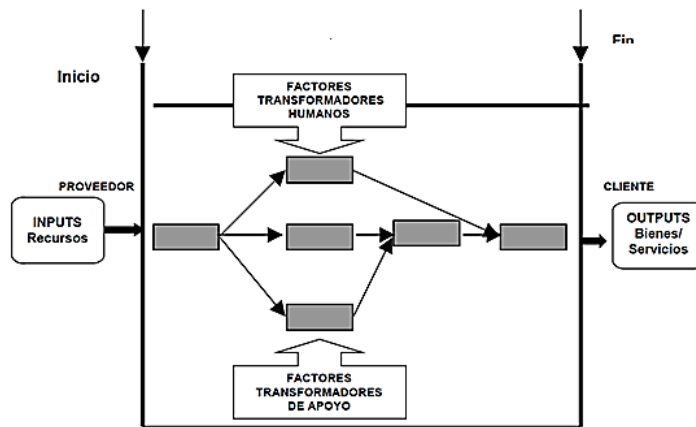 Inicio
Fin
FACTORES
TRANSFORMADORES
HUMANOS
PROVEEDOR
CLIENTE
INPUTS
Recursos
OUTPUTS
Bienes/
Servicios
FACTORES
TRANSFORMADORES
DE APOYO